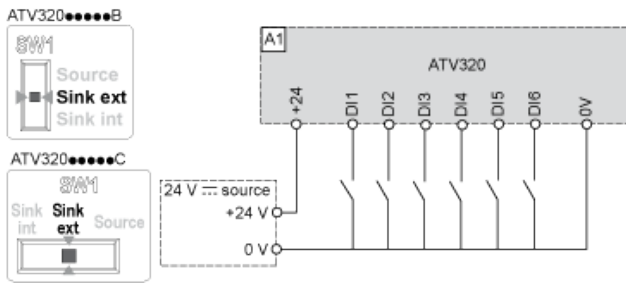 ATV320●●●●●B
SW1
Source
Sink ext
Sink int
ATV320●●●●●C
SW1
Sink int
Sink ext
Source
A1
ATV320
+24
DI1
DI2
DI3
DI4
DI5
DI6
0V
24 V ⎓ source
+24 V
0 V